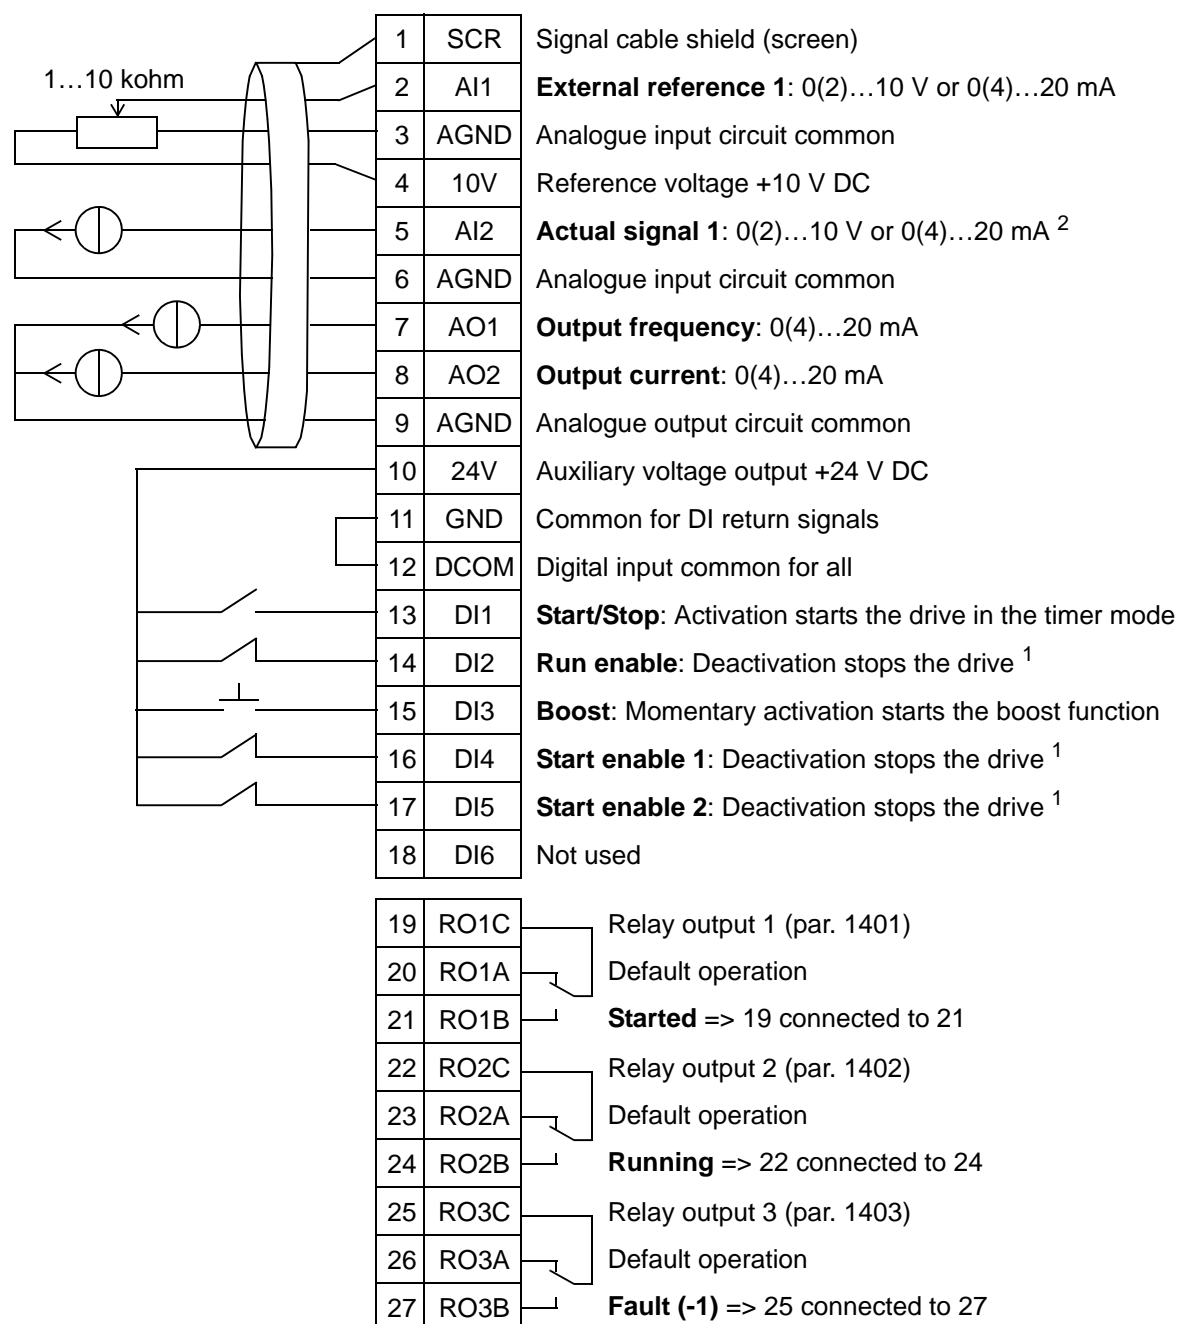 1 SCR Signal cable shield (screen)
1…10 kohm
2 AI1 External reference 1: 0(2)…10 V or 0(4)…20 mA
3 AGND Analogue input circuit common
4 10V Reference voltage +10 V DC
5 AI2 Actual signal 1: 0(2)…10 V or 0(4)…20 mA 2
6 AGND Analogue input circuit common
7 AO1 Output frequency: 0(4)…20 mA
8 AO2 Output current: 0(4)…20 mA
9 AGND Analogue output circuit common
10 24V Auxiliary voltage output +24 V DC
11 GND Common for DI return signals
12 DCOM Digital input common for all
13 DI1 Start/Stop: Activation starts the drive in the timer mode
14 DI2 Run enable: Deactivation stops the drive 1
15 DI3 Boost: Momentary activation starts the boost function
16 DI4 Start enable 1: Deactivation stops the drive 1
17 DI5 Start enable 2: Deactivation stops the drive 1
18 DI6 Not used
19 RO1C Relay output 1 (par. 1401)
20 RO1A Default operation
21 RO1B Started => 19 connected to 21
22 RO2C Relay output 2 (par. 1402)
23 RO2A Default operation
24 RO2B Running => 22 connected to 24
25 RO3C Relay output 3 (par. 1403)
26 RO3A Default operation
27 RO3B Fault (-1) => 25 connected to 27